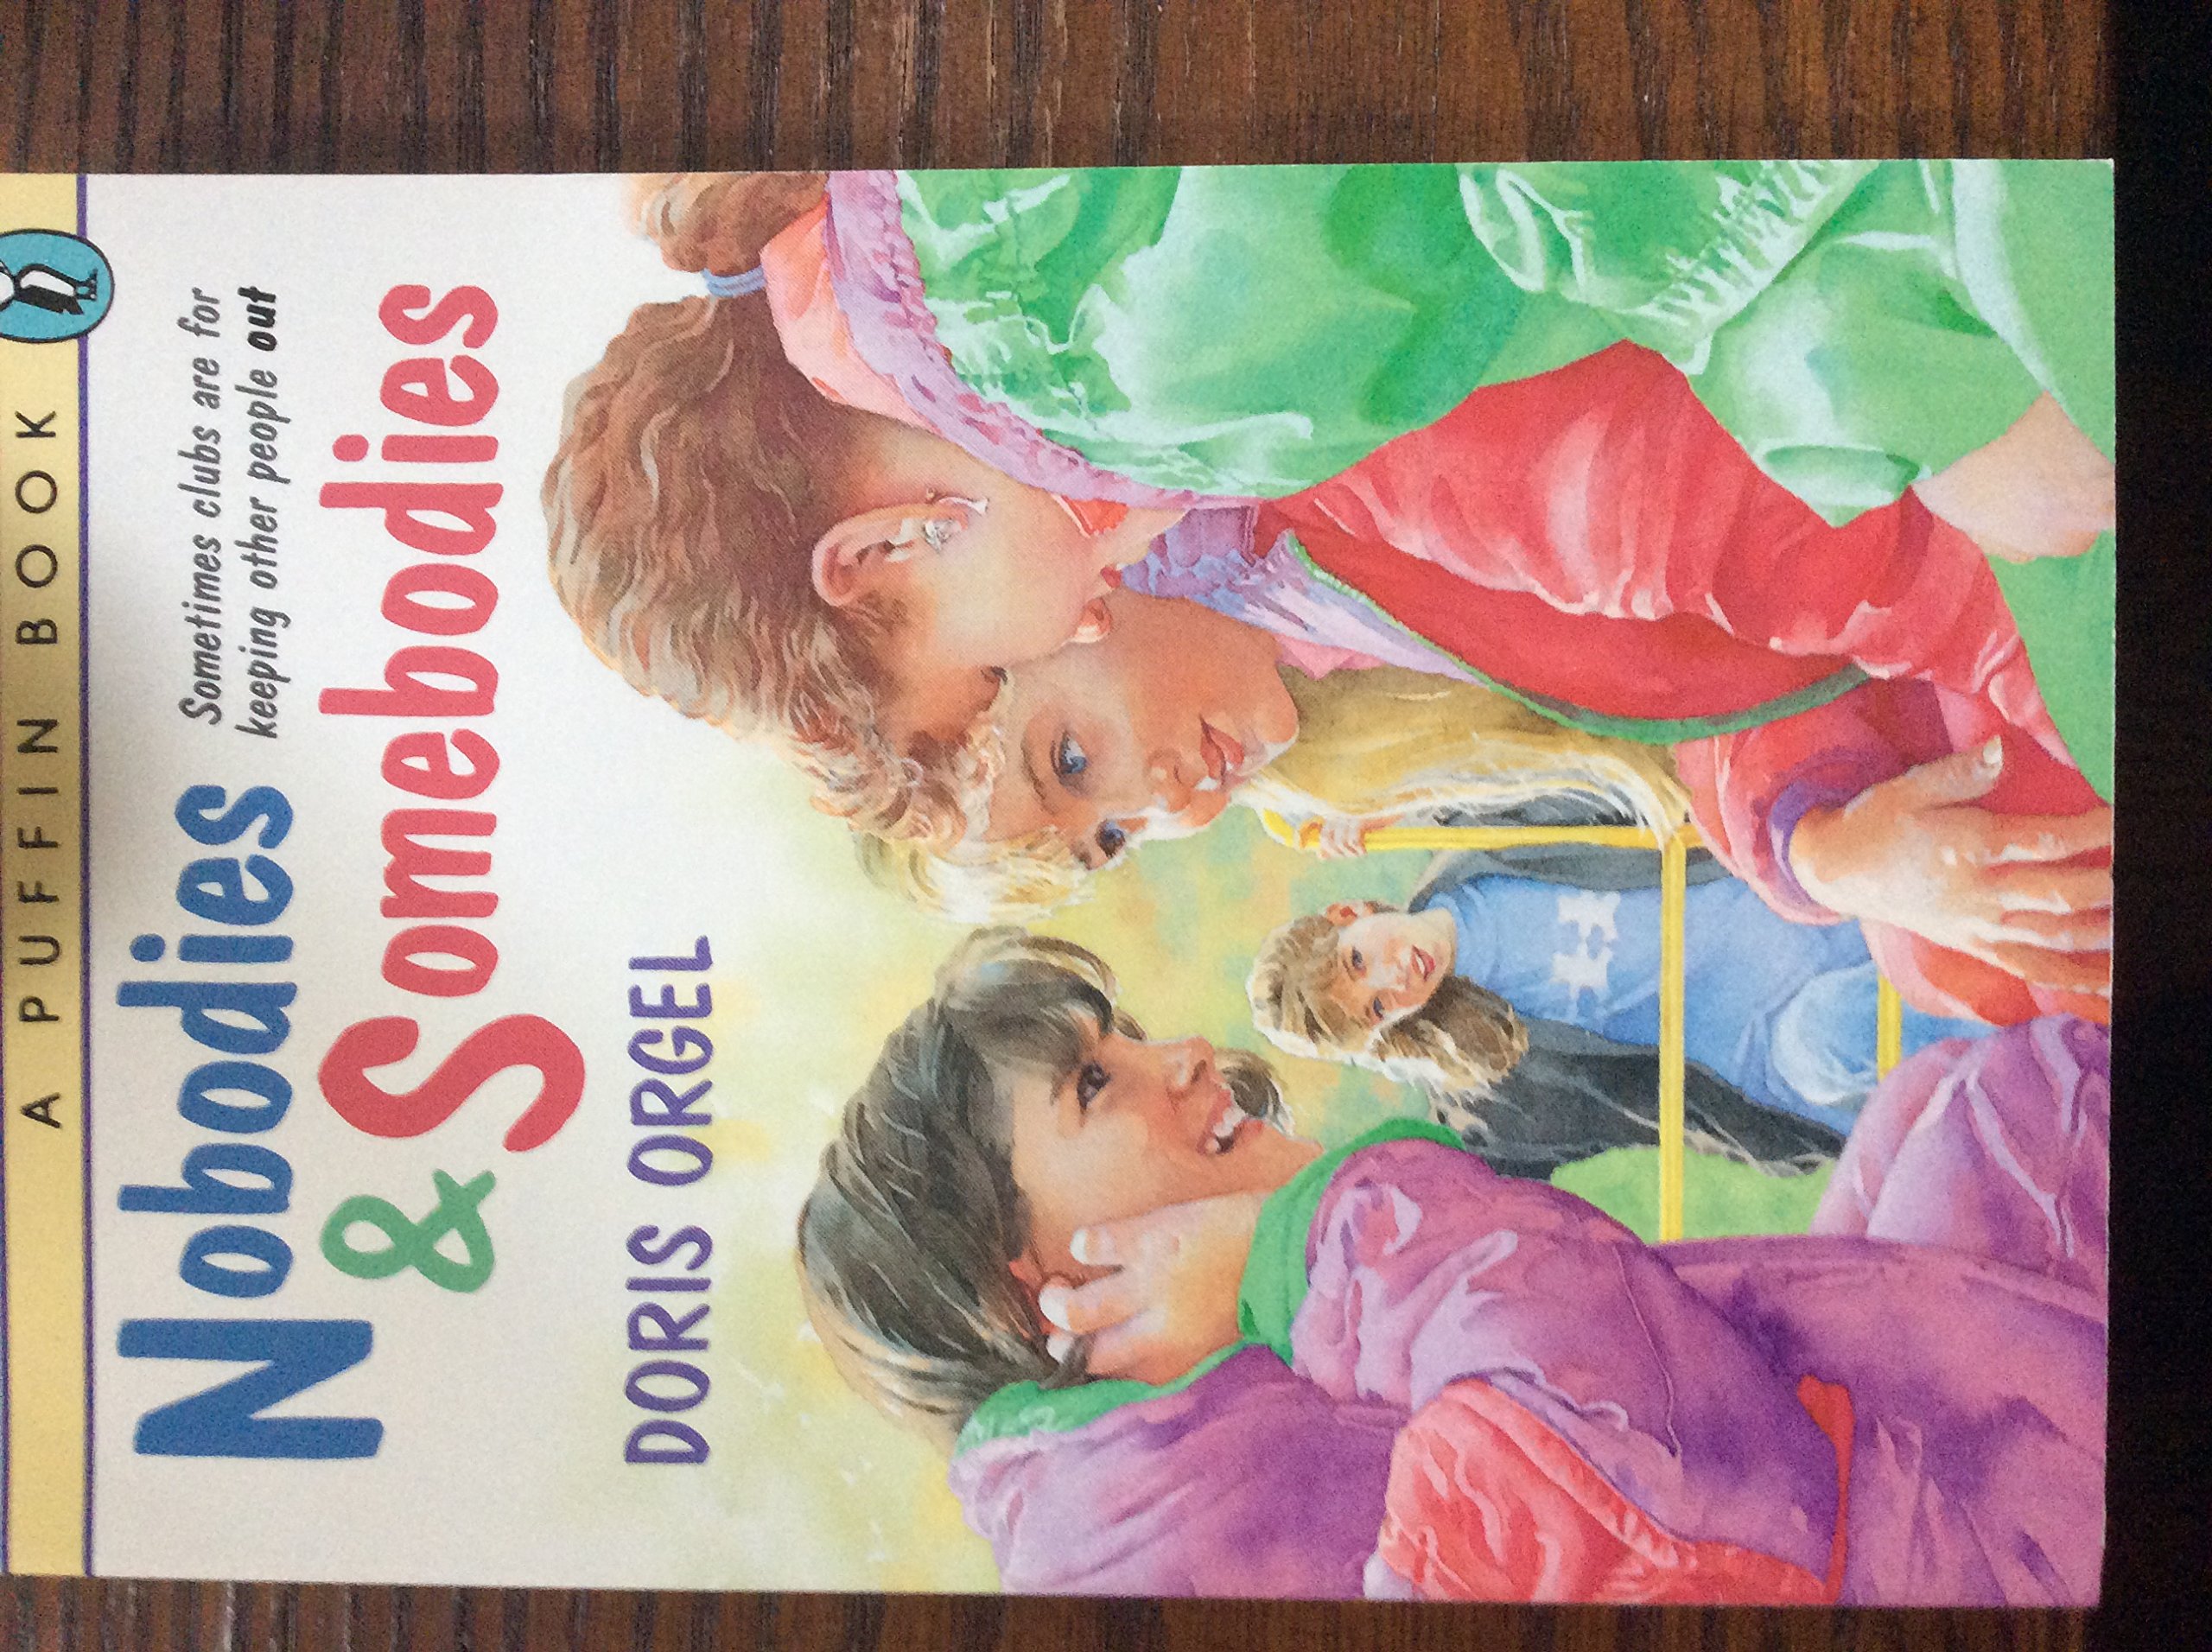 A PUFFIN BOOK
Nobodies
Sometimes clubs are for
keeping other people out
& Somebodies
DORIS ORGEL